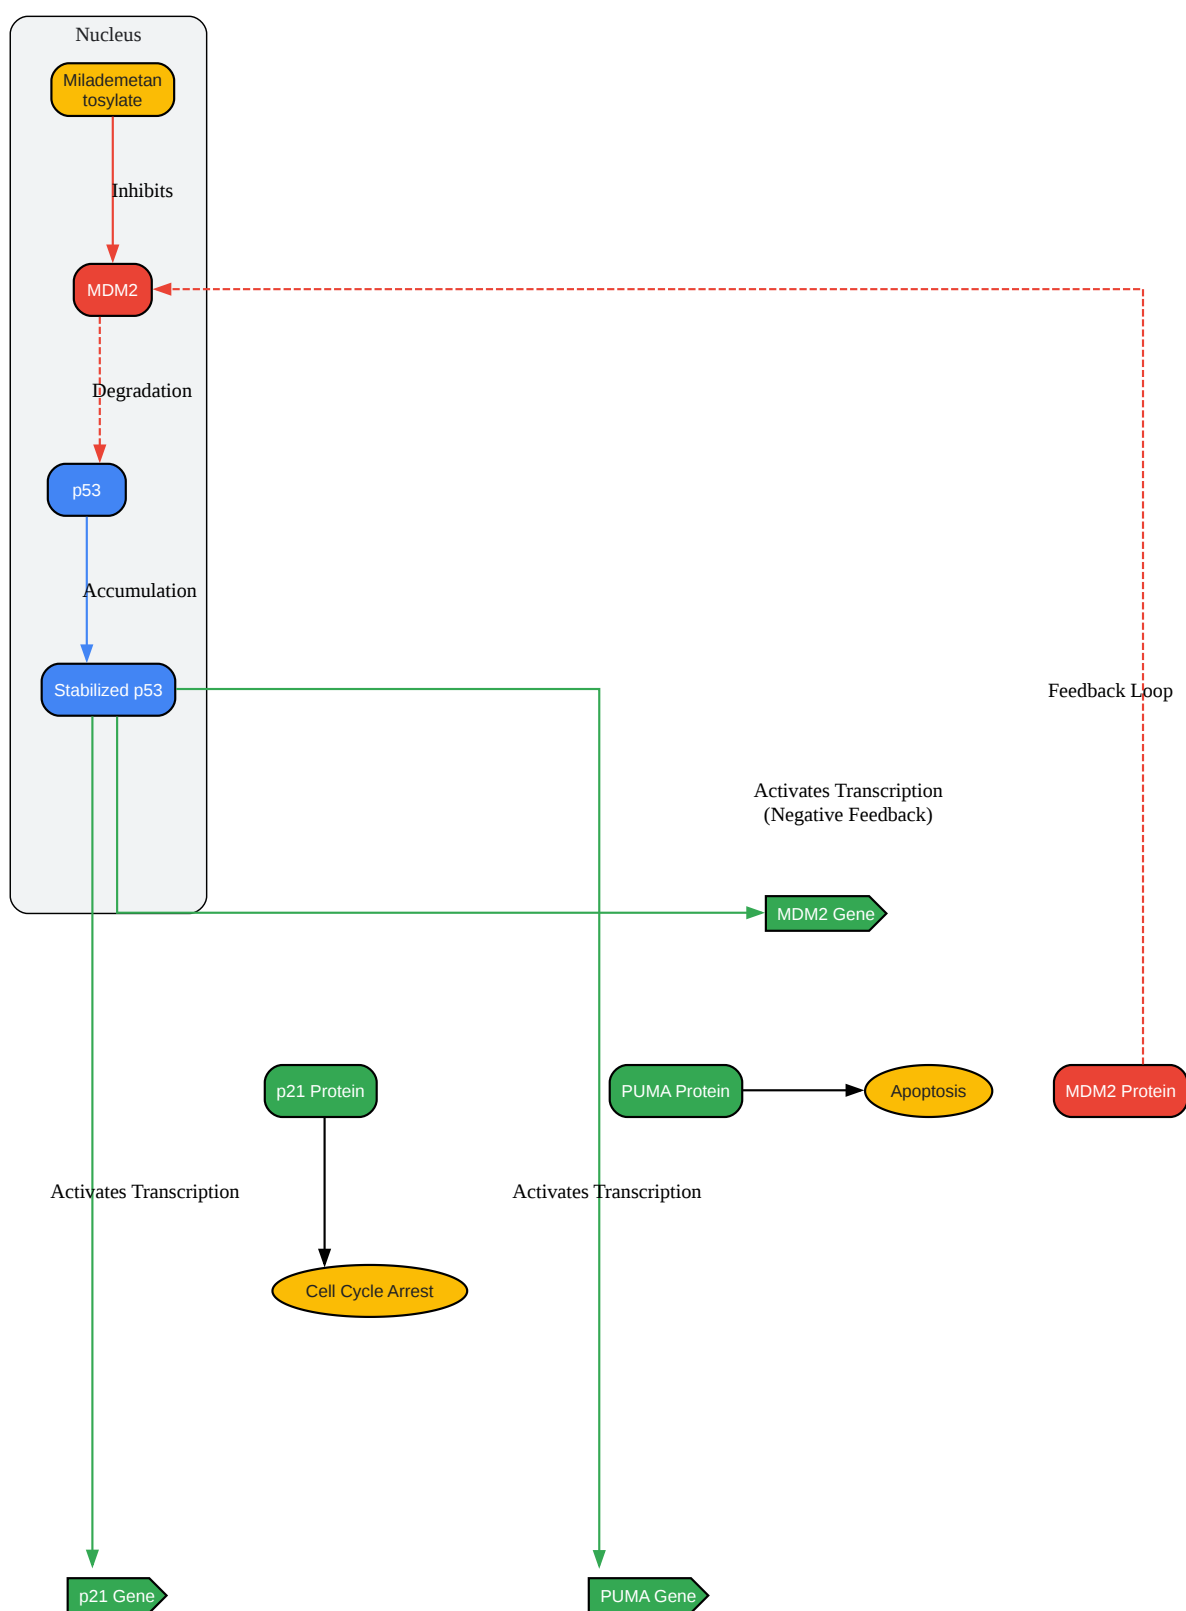 Nucleus
Milademetan
tosylate
Inhibits
MDM2
Degradation
p53
Accumulation
Stabilized p53
Feedback Loop
Activates Transcription
(Negative Feedback)
MDM2 Gene
p21 Protein
PUMA Protein
Apoptosis
MDM2 Protein
Activates Transcription
Activates Transcription
Cell Cycle Arrest
p21 Gene
PUMA Gene